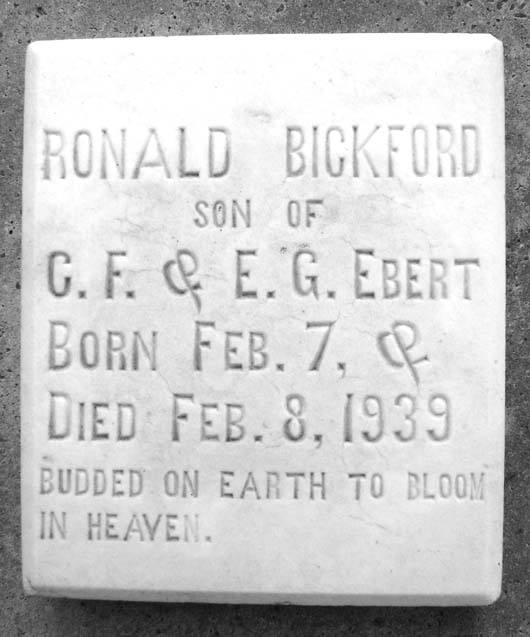 RONALD BICKFORD
SON OF
C. F. & E. G. EBERT
BORN FEB. 7, &
DIED FEB. 8, 1939
BUDDED ON EARTH TO BLOOM
IN HEAVEN.